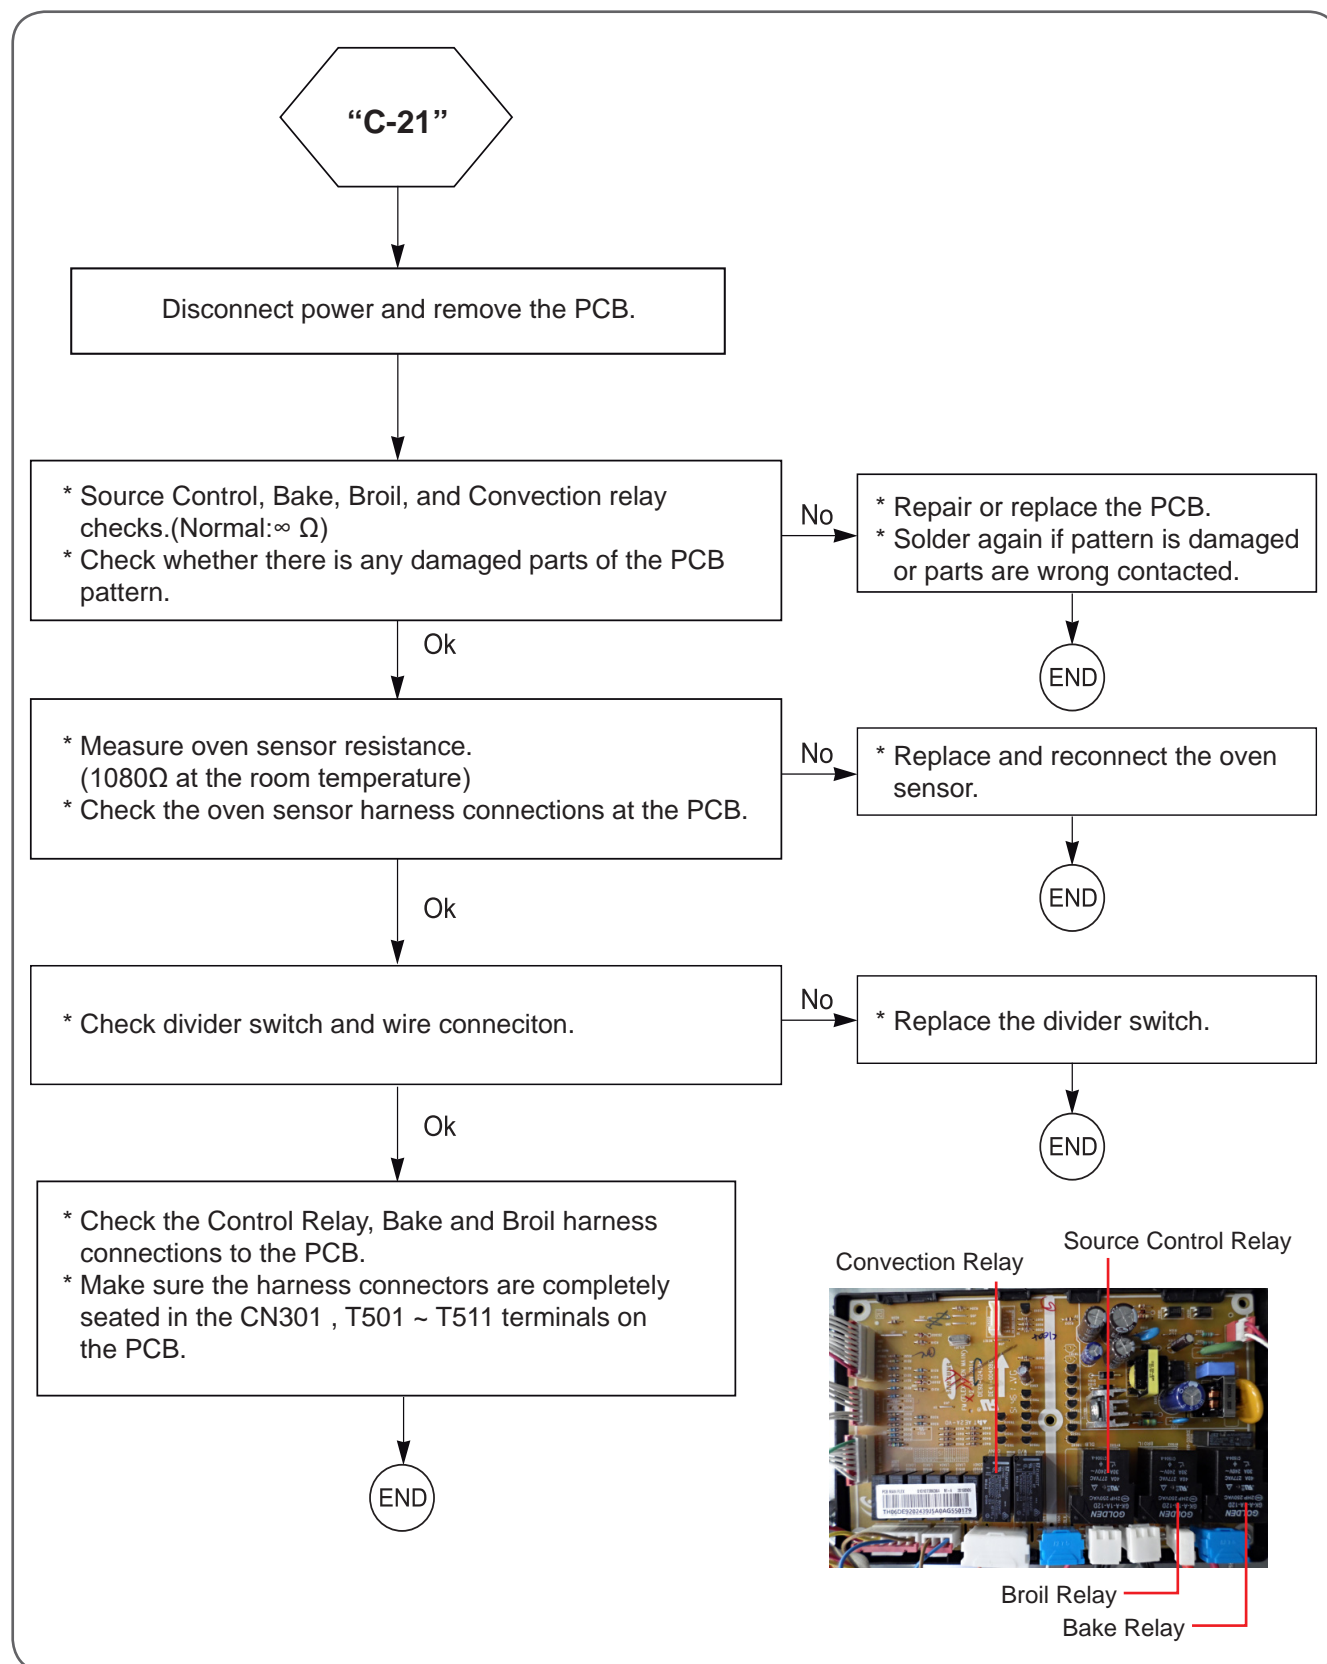 “C-21”
Disconnect power and remove the PCB.
* Source Control, Bake, Broil, and Convection relay
checks.(Normal:∞ Ω)
* Check whether there is any damaged parts of the PCB
pattern.
No
* Repair or replace the PCB.
* Solder again if pattern is damaged
or parts are wrong contacted.
Ok
END
* Measure oven sensor resistance.
(1080Ω at the room temperature)
* Check the oven sensor harness connections at the PCB.
No
* Replace and reconnect the oven
sensor.
Ok
END
* Check divider switch and wire conneciton.
No
* Replace the divider switch.
Ok
END
* Check the Control Relay, Bake and Broil harness
connections to the PCB.
* Make sure the harness connectors are completely
seated in the CN301 , T501 ~ T511 terminals on
the PCB.
END
Source Control Relay
Convection Relay
GOLDEN
GOLDEN
GOLDEN
Broil Relay
Bake Relay